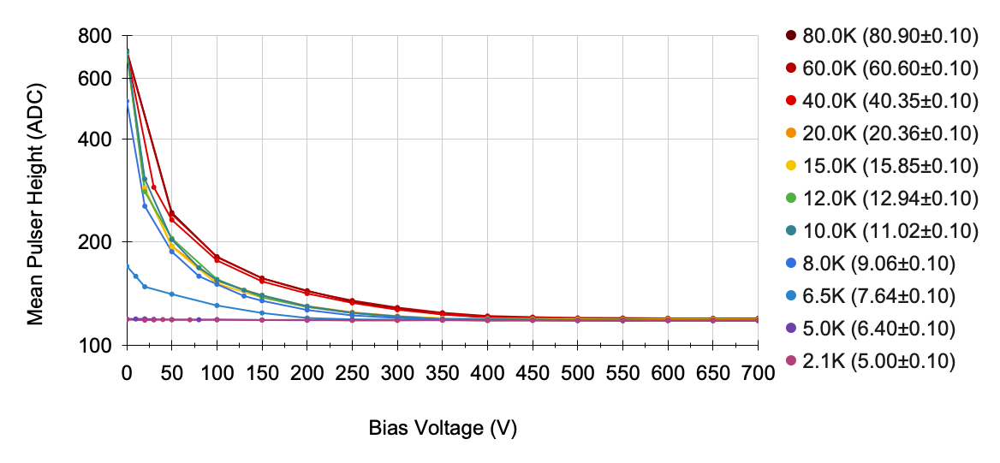 800
600
400
200
100
Mean Pulser Height (ADC)
0 50 100 150 200 250 300 350 400 450 500 550 600 650 700
Bias Voltage (V)
80.0K (80.90±0.10)
60.0K (60.60±0.10)
40.0K (40.35±0.10)
20.0K (20.36±0.10)
15.0K (15.85±0.10)
12.0K (12.94±0.10)
10.0K (11.02±0.10)
8.0K (9.06±0.10)
6.5K (7.64±0.10)
5.0K (6.40±0.10)
2.1K (5.00±0.10)